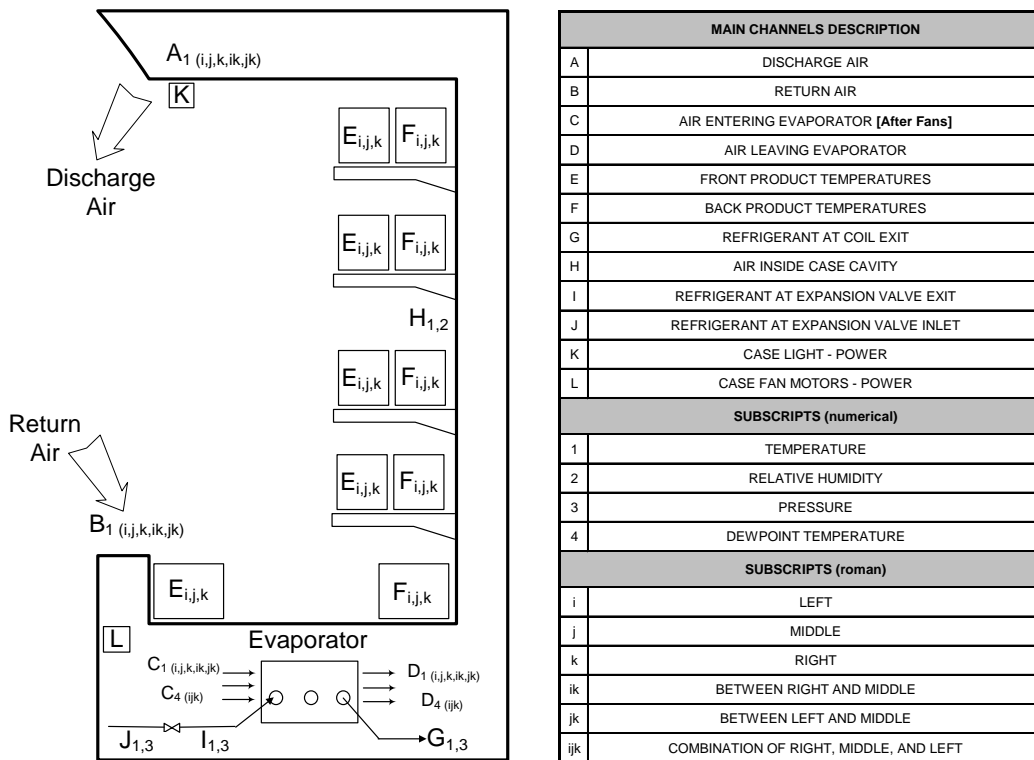 A1 (i,j,k,ik,jk)
K
Discharge
Air
Ei,j,k Fi,j,k
Ei,j,k Fi,j,k
H1,2
Ei,j,k Fi,j,k
Return
Air
Ei,j,k Fi,j,k
B1 (i,j,k,ik,jk)
Ei,j,k Fi,j,k
L
Evaporator
C1 (i,j,k,ik,jk) D1 (i,j,k,ik,jk)
C4 (ijk) D4 (ijk)
J1,3 I1,3 G1,3
MAIN CHANNELS DESCRIPTION
A DISCHARGE AIR
B RETURN AIR
C AIR ENTERING EVAPORATOR [After Fans]
D AIR LEAVING EVAPORATOR
E FRONT PRODUCT TEMPERATURES
F BACK PRODUCT TEMPERATURES
G REFRIGERANT AT COIL EXIT
H AIR INSIDE CASE CAVITY
I REFRIGERANT AT EXPANSION VALVE EXIT
J REFRIGERANT AT EXPANSION VALVE INLET
K CASE LIGHT - POWER
L CASE FAN MOTORS - POWER
SUBSCRIPTS (numerical)
1 TEMPERATURE
2 RELATIVE HUMIDITY
3 PRESSURE
4 DEWPOINT TEMPERATURE
SUBSCRIPTS (roman)
i LEFT
j MIDDLE
k RIGHT
ik BETWEEN RIGHT AND MIDDLE
jk BETWEEN LEFT AND MIDDLE
ijk COMBINATION OF RIGHT, MIDDLE, AND LEFT